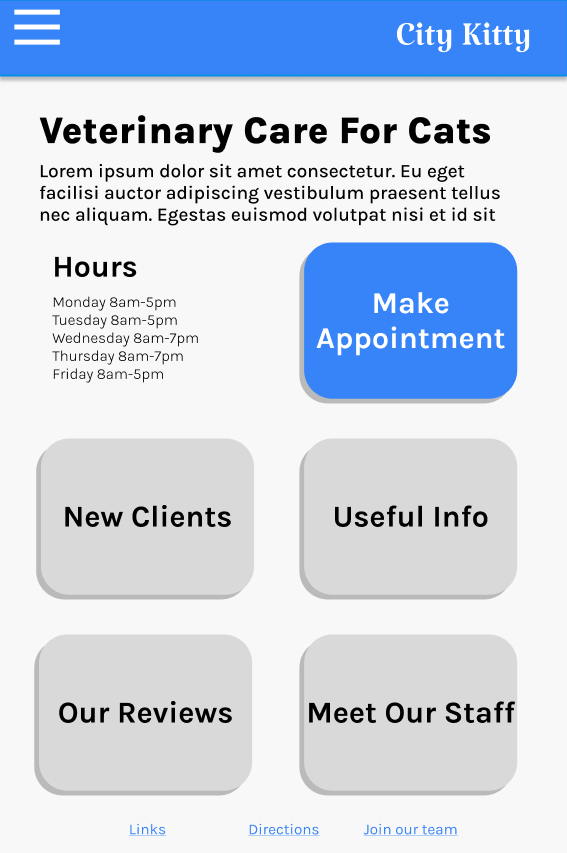 City Kitty
Veterinary Care For Cats
Lorem ipsum dolor sit amet consectetur. Eu eget
facilisi auctor adipiscing vestibulum praesent tellus
nec aliquam. Egestas euismod volutpat nisi et id sit
Hours
Monday 8am-5pm
Tuesday 8am-5pm
Wednesday 8am-7pm
Thursday 8am-7pm
Friday 8am-5pm
Make
Appointment
New Clients
Useful Info
Our Reviews
Meet Our Staff
Links
Directions
Join our team